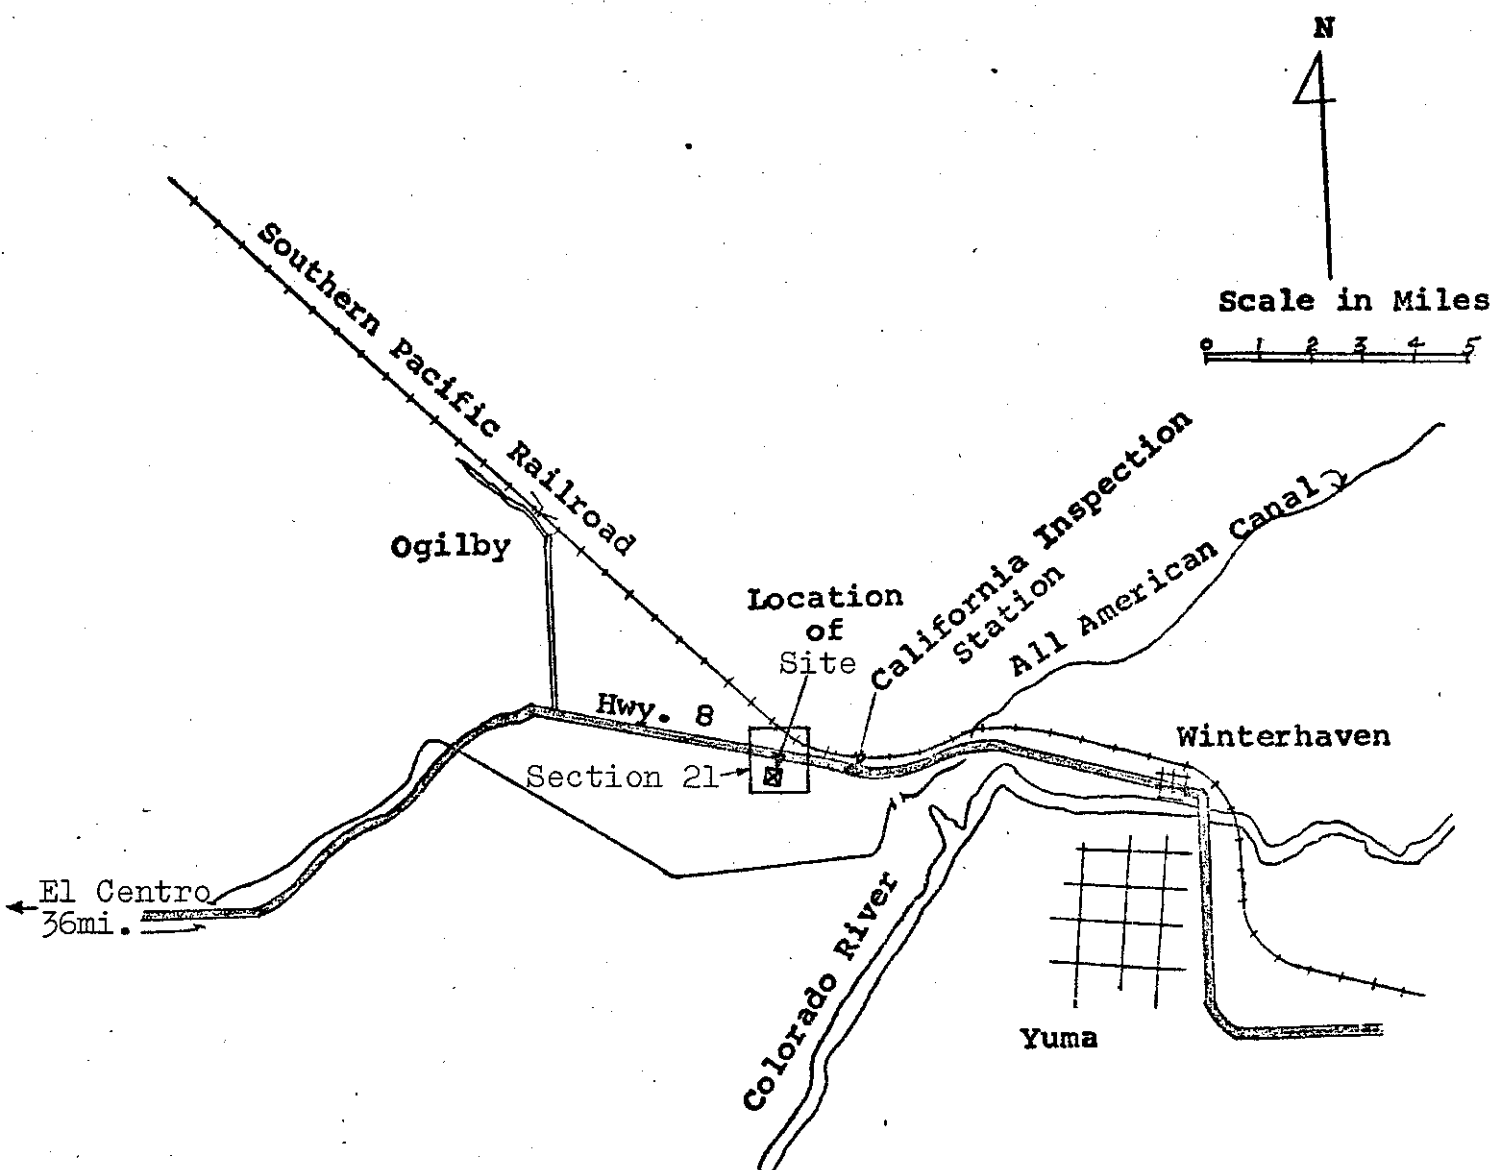 N
Scale in Miles
0 1 2 3 4 5
Southern Pacific Railroad
California Inspection
Station
All American Canal
Ogilby
Location
of
Site
Hwy. 8
Winterhaven
Section 21
El Centro
36mi.
Colorado River
Yuma